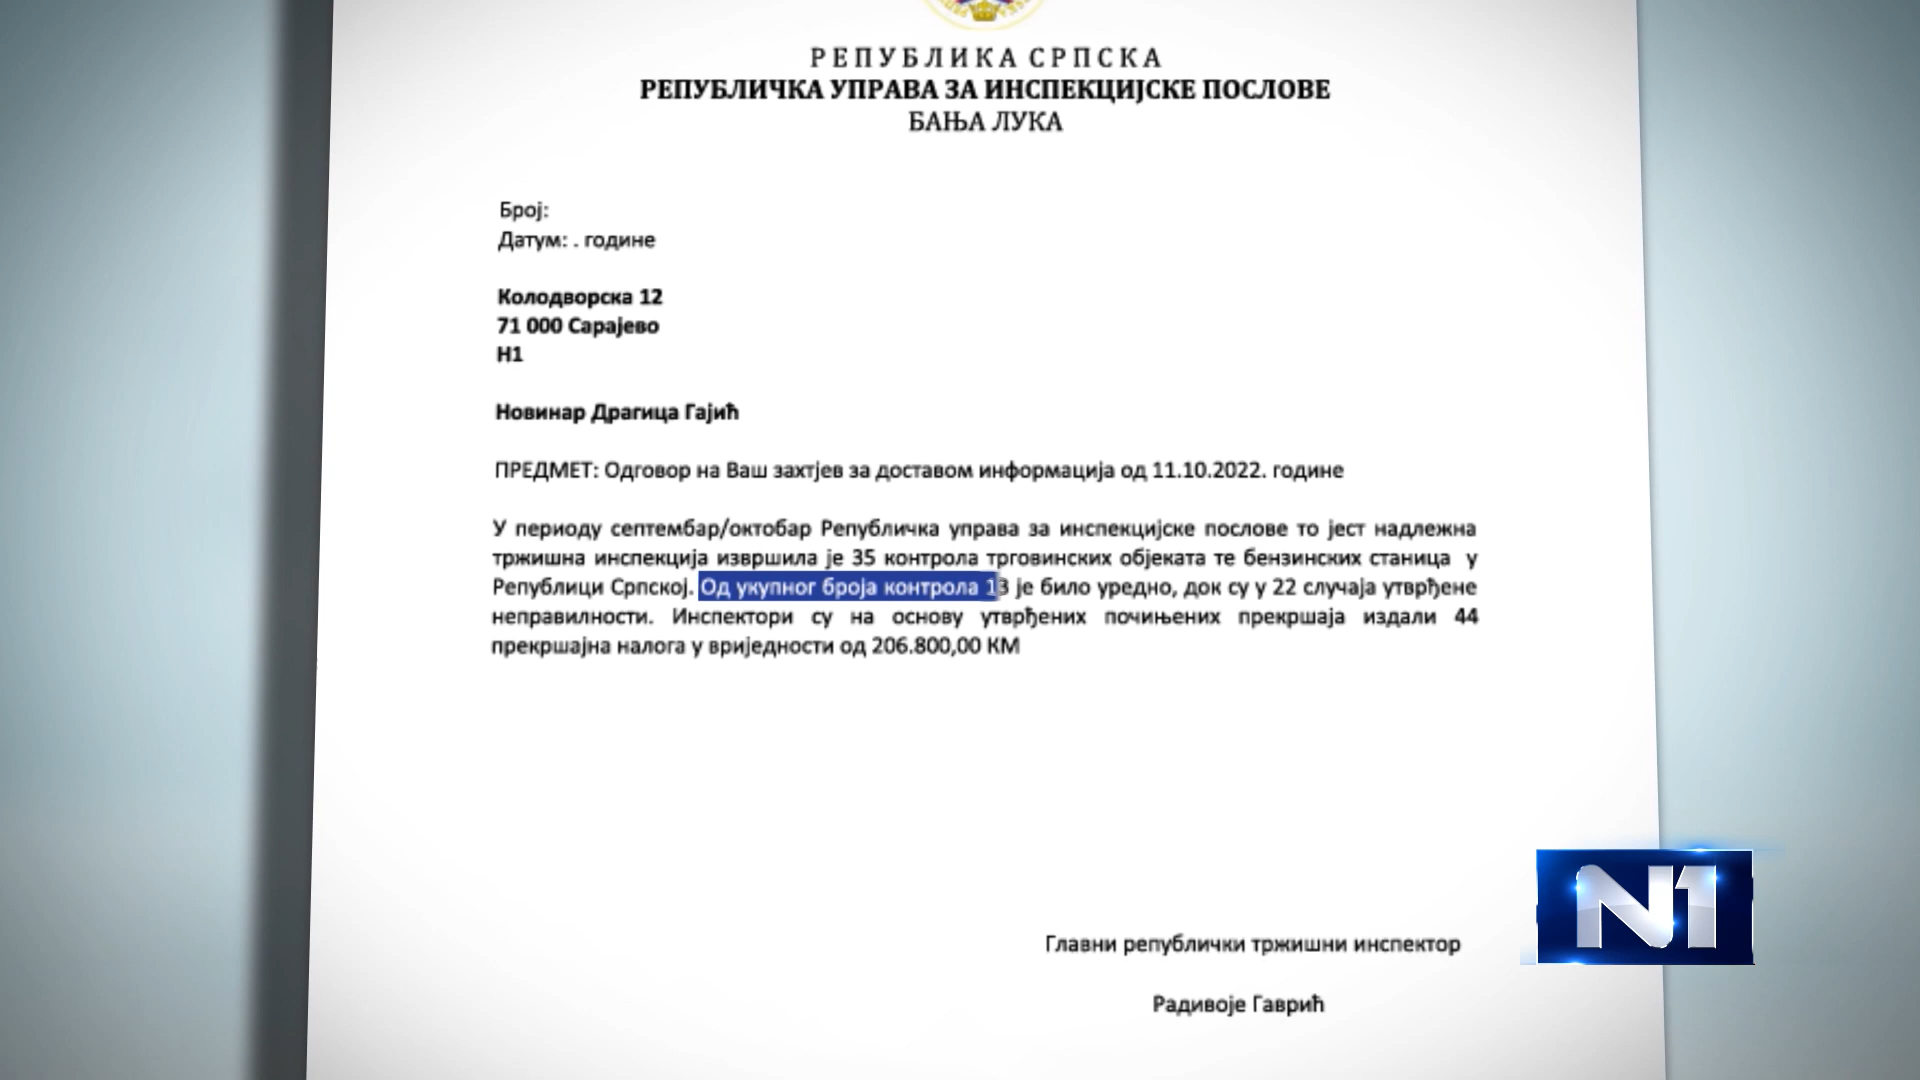 РЕПУБЛИКА СРПСКА
РЕПУБЛИЧКА УПРАВА ЗА ИНСПЕКЦИЈСКЕ ПОСЛОВЕ
БАЊА ЛУКА
Број:
Датум: . године
Колодворска 12
71 000 Сарајево
Н1
Новинар Драгица Гајић
ПРЕДМЕТ: Одговор на Ваш захтјев за доставом информација од 11.10.2022. године
У периоду септембар/октобар Републичка управа за инспекцијске послове то јест надлежна
тржишна инспекција извршила је 35 контрола трговинских објеката те бензинских станица у
Републици Српској. Од укупног броја контрола 13 је било уредно, док су у 22 случаја утврђене
неправилности. Инспектори су на основу утврђених почињених прекршаја издали 44
прекршајна налога у вриједности од 206.800,00 КМ
Главни републички тржишни инспектор
Радивоје Гаврић
N1